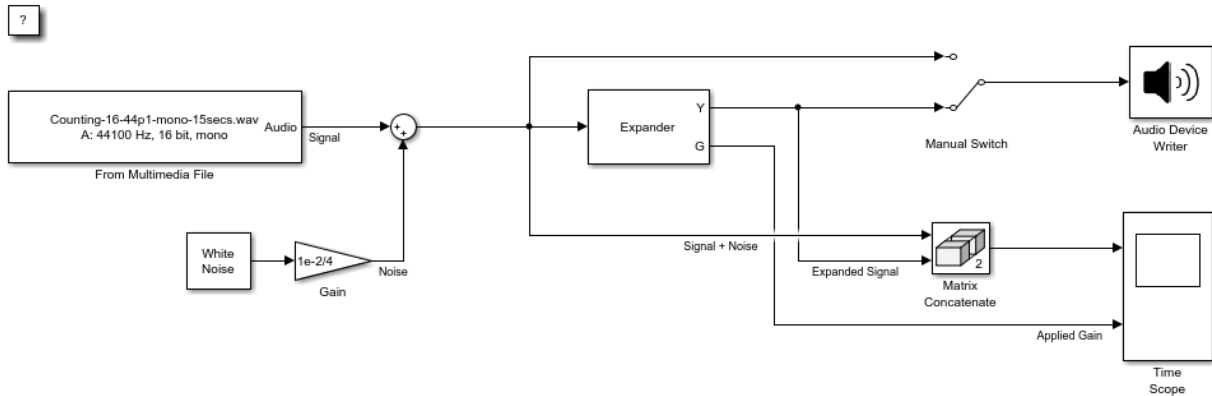 ?
Counting-16-44p1-mono-15secs.wav
A: 44100 Hz, 16 bit, mono
Audio
From Multimedia File
Signal
+
+
White
Noise
1e-2/4
Gain
Noise
Expander
Y
G
Signal + Noise
Expanded Signal
Applied Gain
Manual Switch
2
Matrix
Concatenate
Audio Device
Writer
Time
Scope